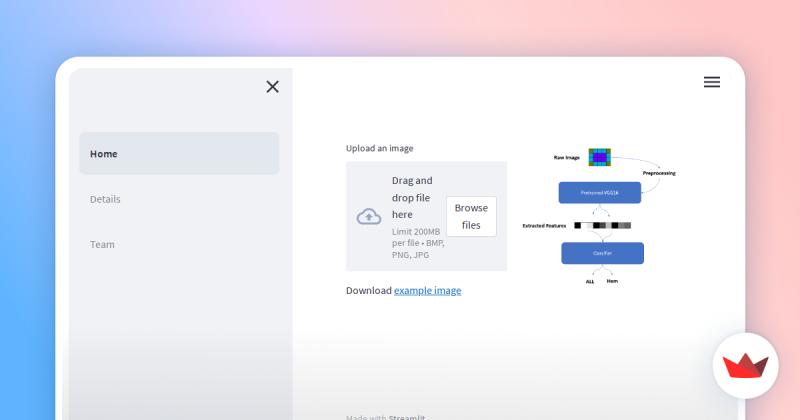 Home
Details
Team
Upload an image
Drag and
drop file
here
Limit 200MB
per file • BMP,
PNG, JPG
Browse
files
Download example image
Raw Image
Preprocessing
Pretrained VGG16
Extracted Features
Classifier
ALL
Hem
Made with Streamlit